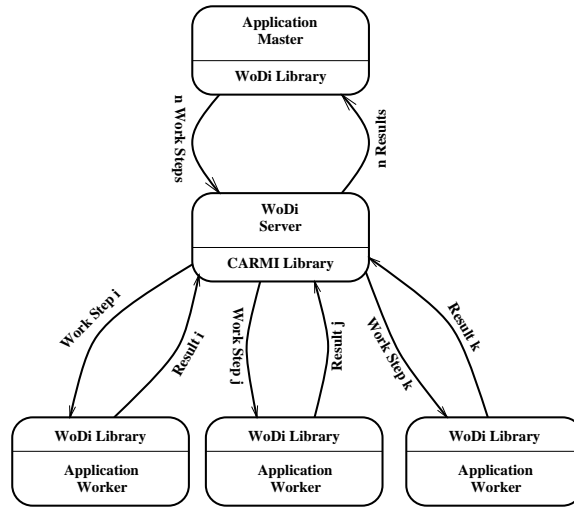 Application
Master
WoDi Library
n Work Steps
n Results
WoDi
Server
CARMI Library
Work Step i
Result i
Work Step j
Result j
Work Step k
Result k
WoDi Library
Application
Worker
WoDi Library
Application
Worker
WoDi Library
Application
Worker